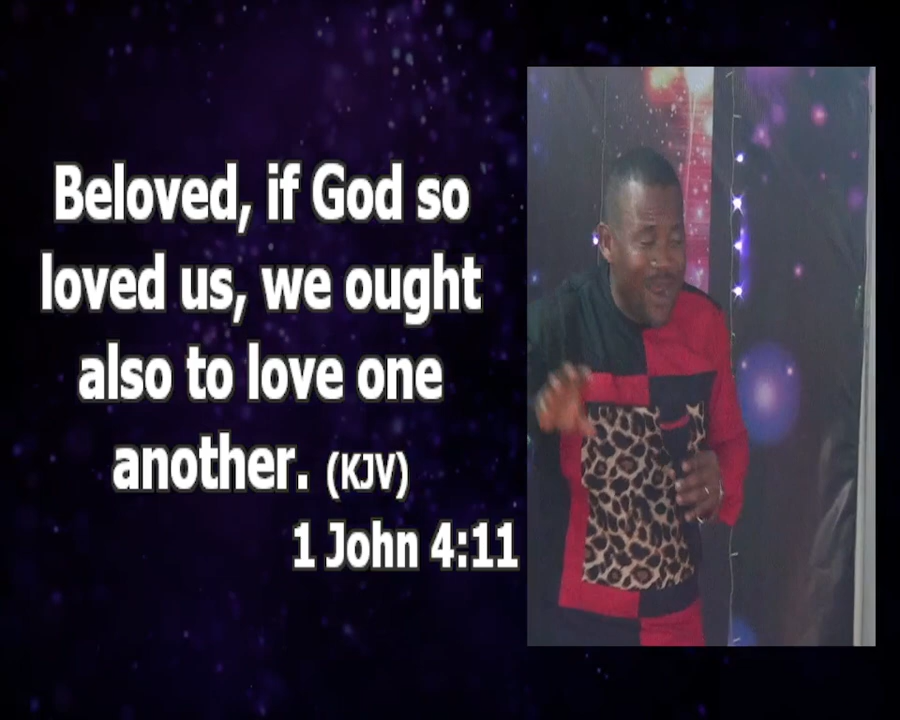 Beloved, if God so
loved us, we ought
also to love one
another. (KJV)
1 John 4:11